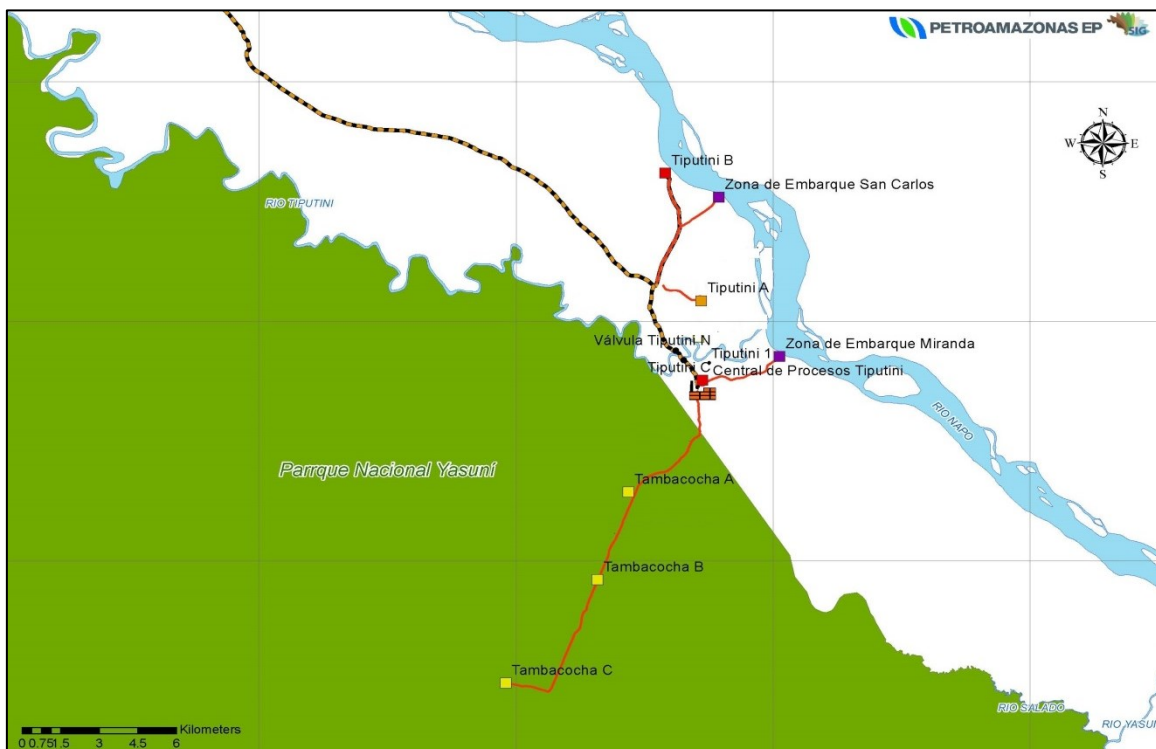 PETROAMAZONAS EP
SIG
N
W E
S
Tiputini B
Zona de Embarque San Carlos
RIO TIPUTINI
Tiputini A
Válvula Tiputini N
Tiputini 1
Zona de Embarque Miranda
Tiputini C
Central de Procesos Tiputini
RIO NAPO
Parrque Nacional Yasuní
Tambacocha A
Tambacocha B
Tambacocha C
RIO SALADO
RIO YASUN
Kilometers
0 0.75 1.5 3 4.5 6